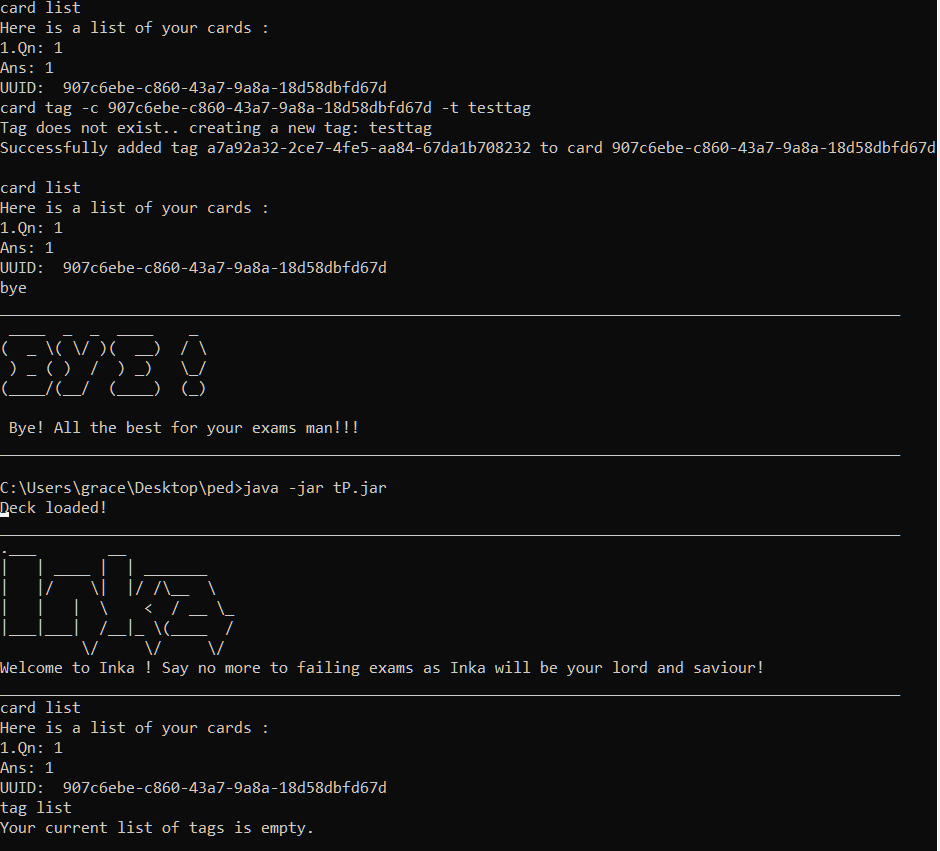 card list
Here is a list of your cards :
1.Qn: 1
Ans: 1
UUID:  907c6ebe-c860-43a7-9a8a-18d58dbfd67d
card tag -c 907c6ebe-c860-43a7-9a8a-18d58dbfd67d -t testtag
Tag does not exist.. creating a new tag: testtag
Successfully added tag a7a92a32-2ce7-4fe5-aa84-67da1b708232 to card 907c6ebe-c860-43a7-9a8a-18d58dbfd67d
card list
Here is a list of your cards :
1.Qn: 1
Ans: 1
UUID:  907c6ebe-c860-43a7-9a8a-18d58dbfd67d
bye
BYE !
Bye! All the best for your exams man!!!
C:\Users\grace\Desktop\ped>java -jar tP.jar
Deck loaded!
Inka
Welcome to Inka ! Say no more to failing exams as Inka will be your lord and saviour!
card list
Here is a list of your cards :
1.Qn: 1
Ans: 1
UUID:  907c6ebe-c860-43a7-9a8a-18d58dbfd67d
tag list
Your current list of tags is empty.